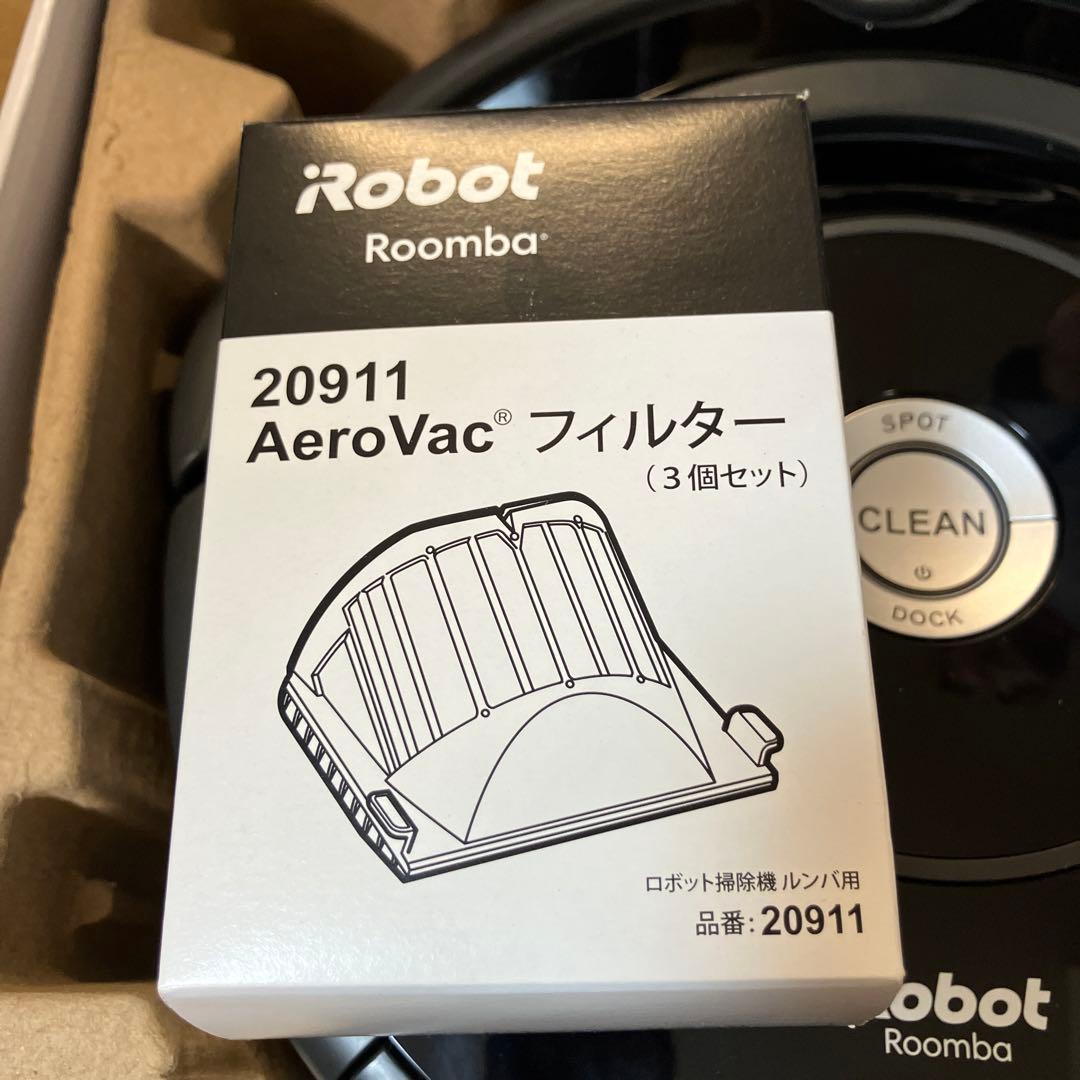 iRobot
Roomba®
20911
AeroVac® フィルター
(３個セット)
ロボット掃除機 ルンバ用
品番: 20911
SPOT
CLEAN
DOCK
Robot
Roomba